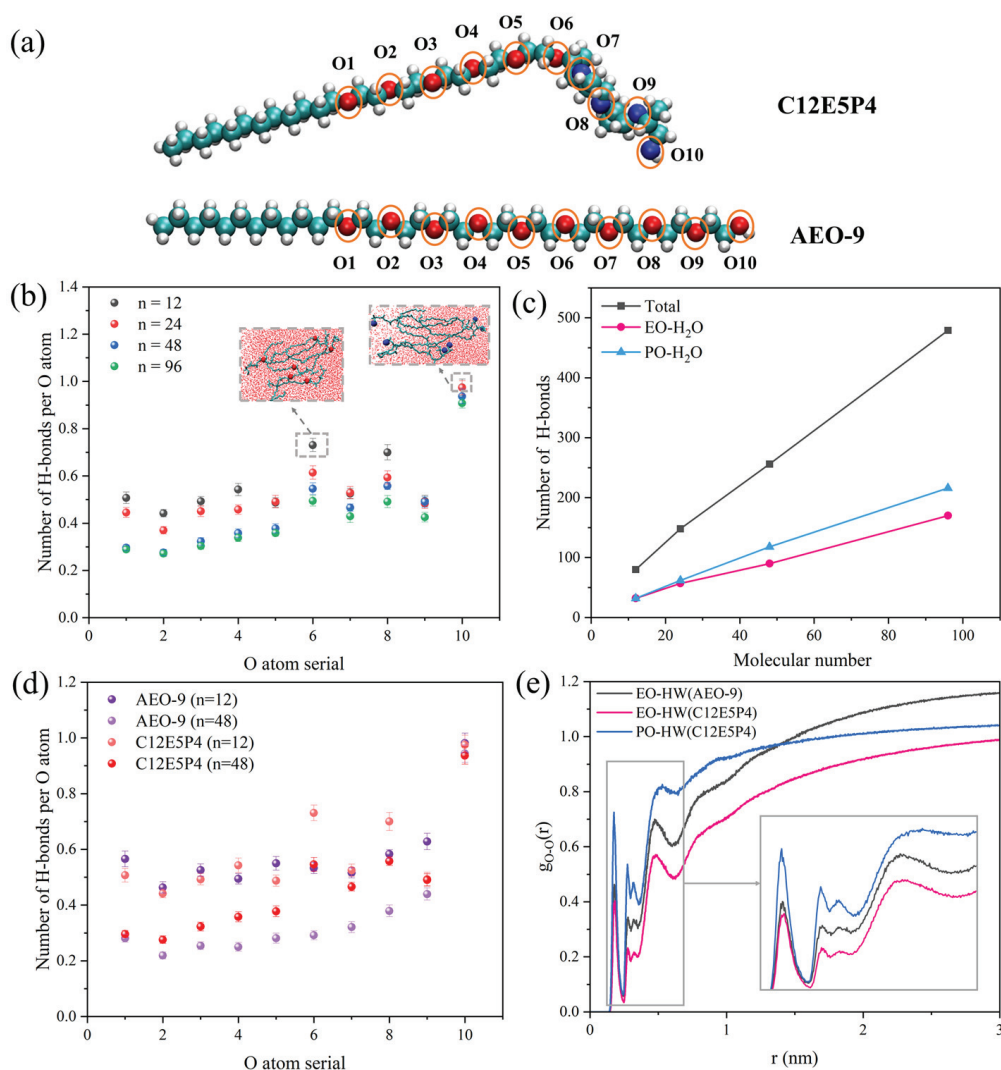 (a)
O1 O2 O3 O4 O5 O6 O7
O8 O9 O10
C12E5P4
AEO-9
O1 O2 O3 O4 O5 O6 O7 O8 O9 O10
(b)
n = 12
n = 24
n = 48
n = 96
Number of H-bonds per O atom
1.4
1.2
1.0
0.8
0.6
0.4
0.2
0.0
0 2 4 6 8 10
O atom serial
(c)
Total
EO-H₂O
PO-H₂O
Number of H-bonds
500
400
300
200
100
0
0 20 40 60 80 100
Molecular number
(d)
AEO-9 (n=12)
AEO-9 (n=48)
C12E5P4 (n=12)
C12E5P4 (n=48)
Number of H-bonds per O atom
1.2
1.0
0.8
0.6
0.4
0.2
0.0
0 2 4 6 8 10
O atom serial
(e)
EO-HW(AEO-9)
EO-HW(C12E5P4)
PO-HW(C12E5P4)
g_O-O(r)
1.2
1.0
0.8
0.6
0.4
0.2
0.0
0 1 2 3
r (nm)